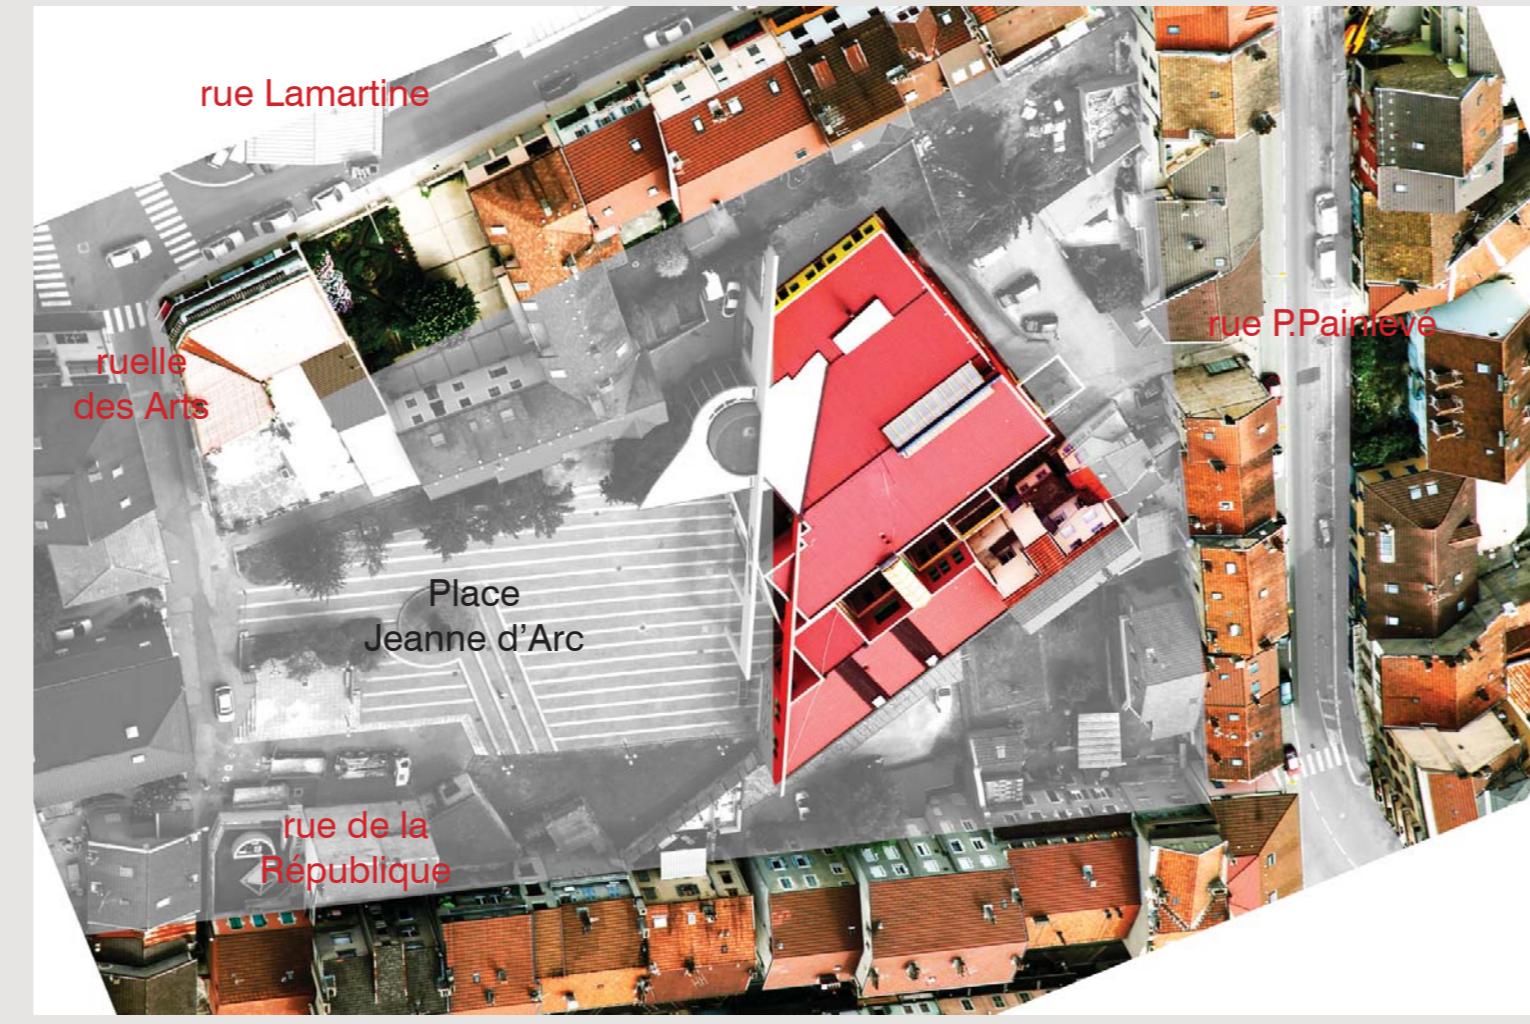 rue Lamartine
ruelle
des Arts
rue P.Painlevé
Place
Jeanne d'Arc
rue de la
République